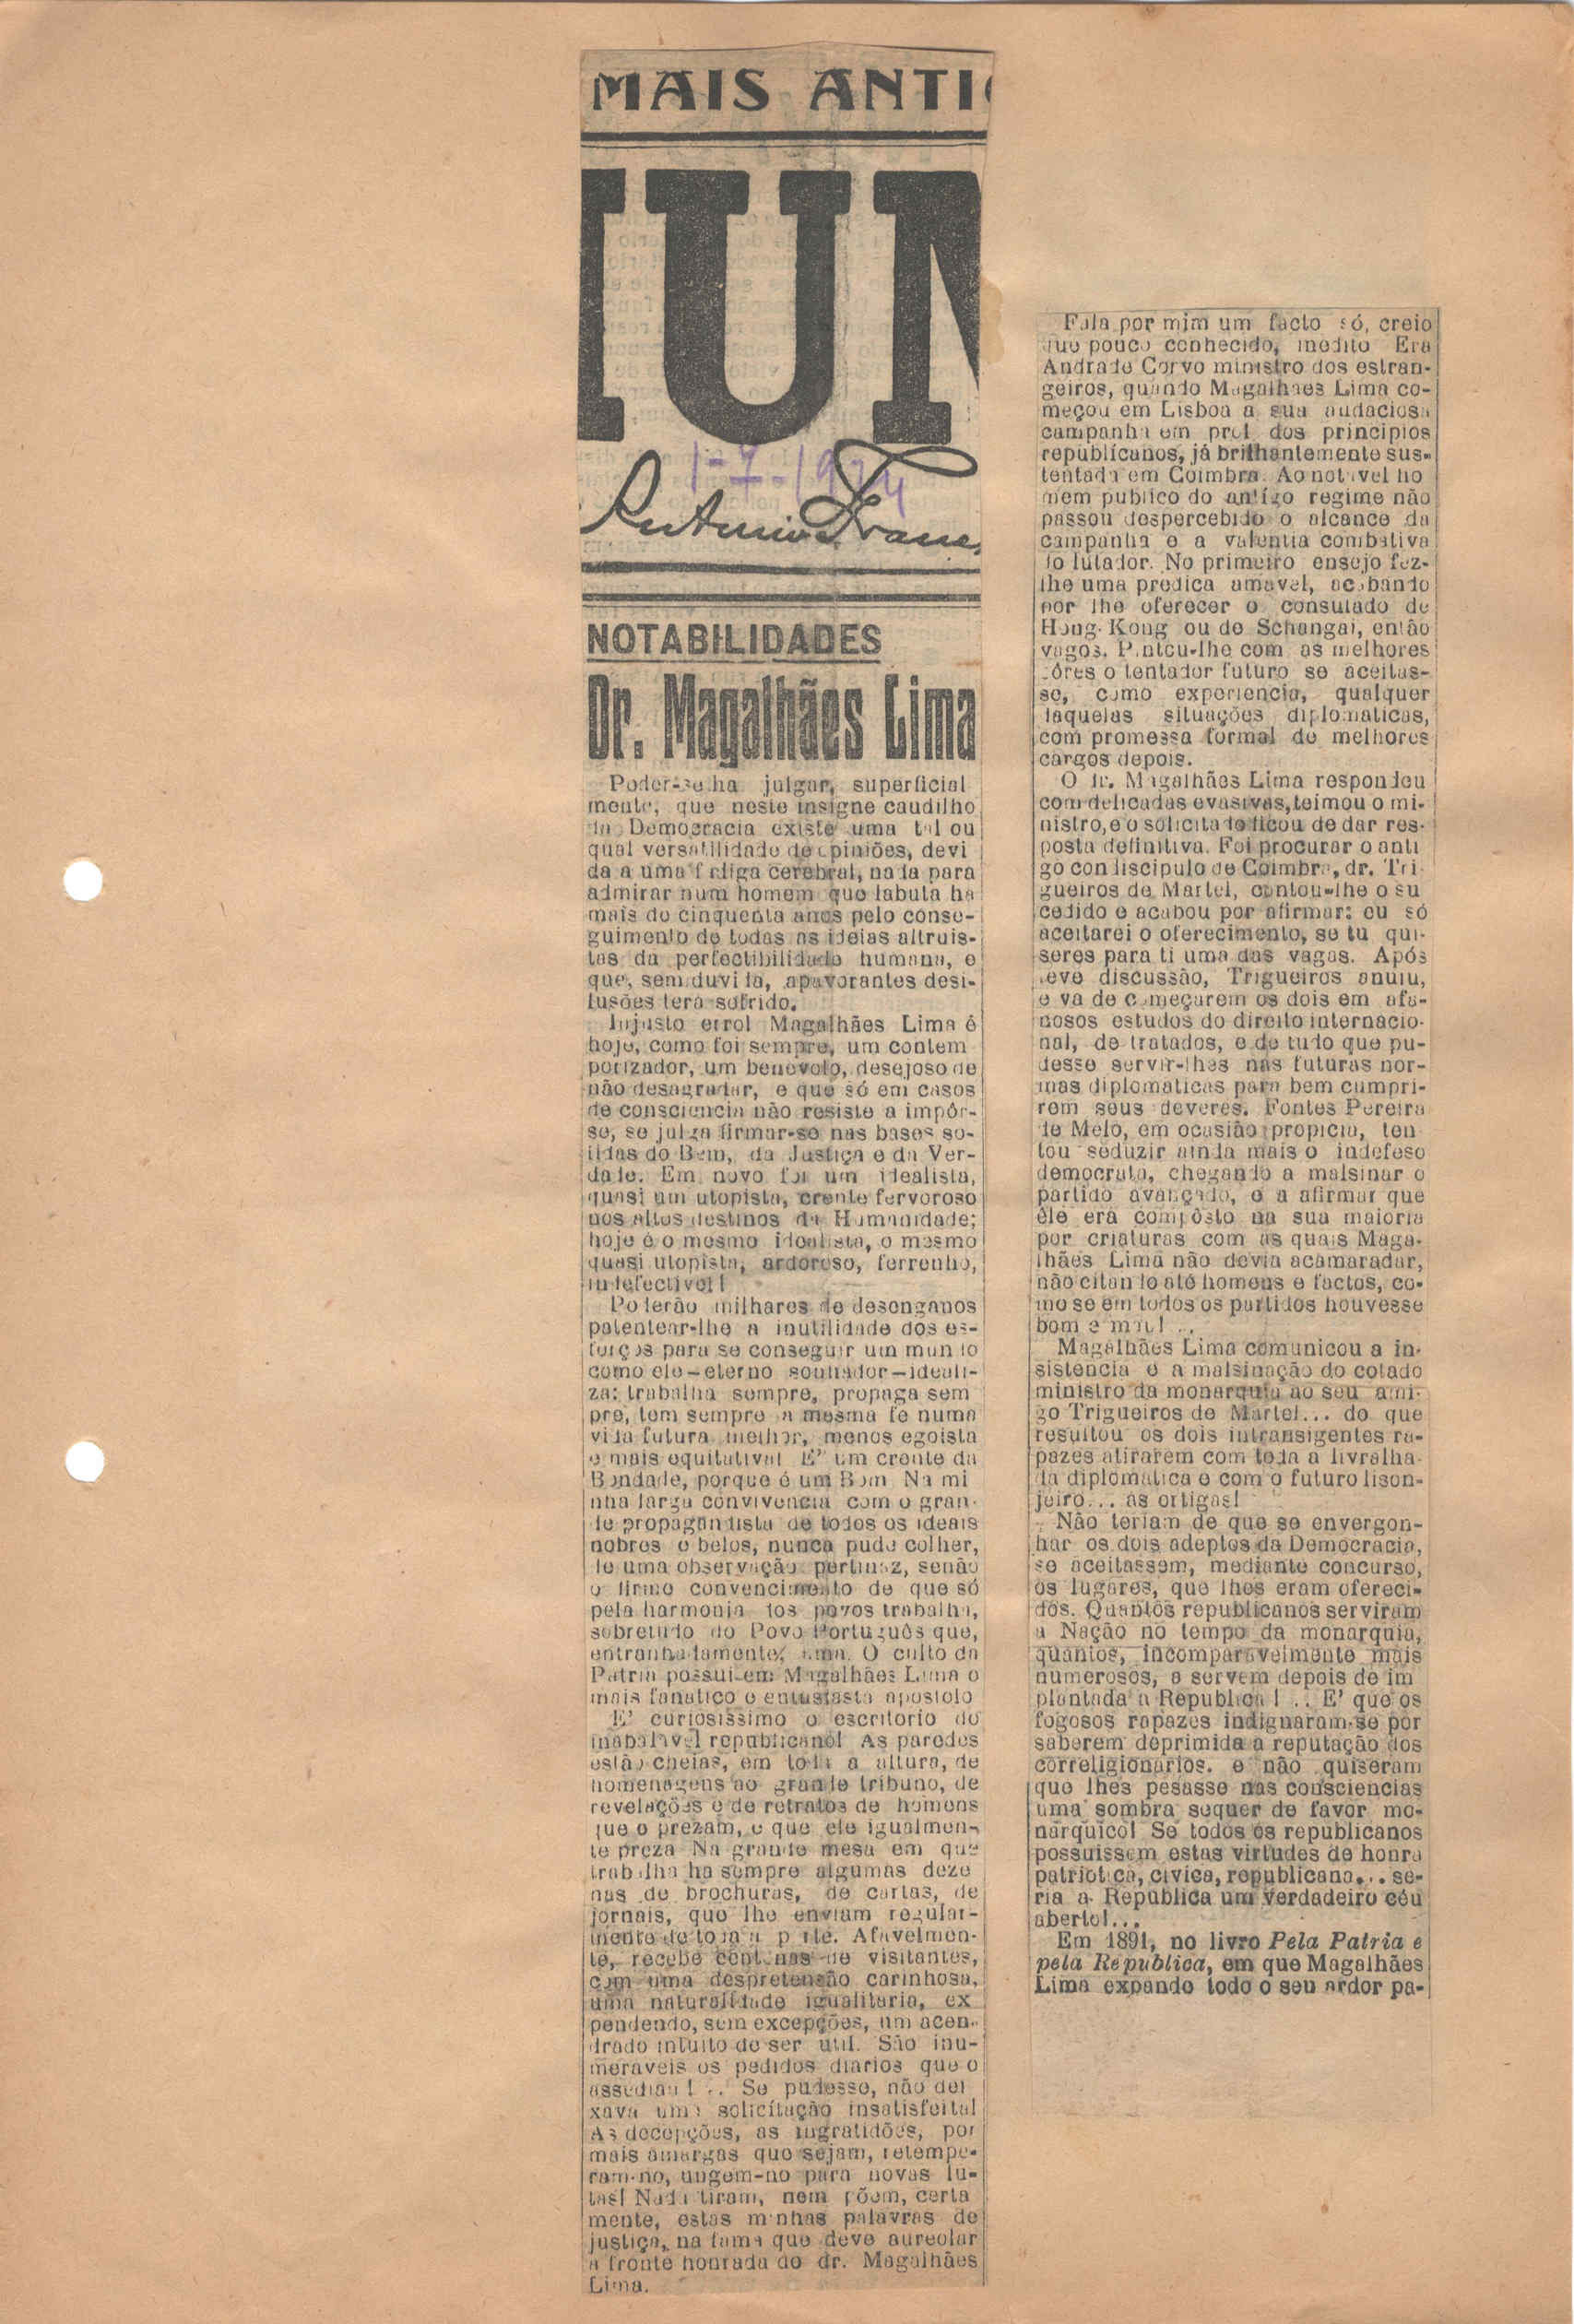 MAIS ANTI
UN
1-7-1924
NOTABILIDADES
Dr. Magalhães Lima
Poder-se ha julgar, superficial
mente, que neste insigne caudilho
da Democracia existe uma tal ou
qual versatilidade de opiniões, devi
da a uma fadiga cerebral, nada para
admirar num homem que labuta ha
mais de cinquenta anos pelo conse-
guimento de todas as ideias altruis-
tas da perfectibilidade humana, e
que, sem duvida, apavorantes desi-
lusões terá sofrido.
Injusto erro! Magalhães Lima é
hoje, como foi sempre, um contem
porizador, um benevolo, desejoso de
não desagradar, e que só em casos
de consciencia não resiste a impôr-
se, se julga firmar-se nas bases so-
lidas do Bem, da Justiça e da Ver-
dade. Em novo foi um idealista,
quasi um utopista, crente fervoroso
nos altos destinos da Humanidade;
hoje é o mesmo idealista, o mesmo
quasi utopista, ardoroso, ferrenho,
indefectivel!
Poderão milhares de desenganos
patentear-lhe a inutilidade dos es-
forços para se conseguir um mundo
como ele—eterno sonhador—ideali-
za: trabalha sempre, propaga sem
pre, tem sempre a mesma fé numa
vida futura melhor, menos egoista
e mais equitativa! E' um crente da
Bondade, porque é um Bom Na mi
nha larga convivencia com o gran-
de propagandista de todos os ideais
nobres e belos, nunca pude colher,
de uma observação pertinaz, senão
o firme convencimento de que só
pela harmonia dos povos trabalha,
sobretudo do Povo Português que,
entranhadamente, ama. O culto da
Patria possui em Magalhães Lima o
mais fanatico e entusiasta apostolo
E' curiosissimo o escritorio do
inabalavel republicano! As paredes
estão cheias, em toda a altura, de
homenagens ao grande tribuno, de
revelações e de retratos de homens
que o prezam, e que ele igualmen-
te preza Na grande mesa em que
trabalha ha sempre algumas deze
nas de brochuras, de cartas, de
jornais, que lhe enviam regular-
mente de toda a parte. Afavelmen-
te, recebe centenas de visitantes,
com uma despretensão carinhosa,
uma naturalidade igualitaria, ex
pendendo, sem excepções, um acen-
drado intuito de ser util. São inu-
meraveis os pedidos diarios que o
assediam!... Se pudesse, não dei
xava uma solicitação insatisfeita!
As decepções, as ingratidões, por
mais amargas que sejam, retempe-
ram-no, ungem-no para novas lu-
tas! Nada tiram, nem põem, certa
mente, estas minhas palavras de
justiça, na fama que deve aureolar
a fronte honrada do dr. Magalhães
Lima.
Fala por mim um facto só, creio
que pouco conhecido, inedito Era
Andrade Corvo ministro dos estran-
geiros, quando Magalhães Lima co-
meçou em Lisboa a sua audaciosa
campanha em prol dos principios
republicanos, já brilhantemente sus-
tentada em Coimbra. Ao notavel ho
mem publico do antigo regime não
passou despercebido o alcance da
campanha e a valentia combativa
do lutador. No primeiro ensejo fez-
lhe uma predica amavel, acabando
por lhe oferecer o consulado de
Hong-Kong ou de Schangai, então
vagos. Pintou-lhe com as melhores
côres o tentador futuro se aceitas-
se, como experiencia, qualquer
daquelas situações diplomaticas,
com promessa formal de melhores
cargos depois.
O dr. Magalhães Lima respondeu
com delicadas evasivas, teimou o mi-
nistro, e o solicitado ficou de dar res-
posta definitiva. Foi procurar o anti
go condiscipulo de Coimbra, dr. Tri-
gueiros de Martel, contou-lhe o su
cedido e acabou por afirmar: eu só
aceitarei o oferecimento, se tu qui-
seres para ti uma das vagas. Após
leve discussão, Trigueiros anuiu,
e vá de começarem os dois em afa-
nosos estudos do direito internacio-
nal, de tratados, e de tudo que pu-
desse servir-lhes nas futuras nor-
mas diplomaticas para bem cumpri-
rem seus deveres. Fontes Pereira
de Melo, em ocasião propicia, ten
tou seduzir ainda mais o indefeso
democrata, chegando a malsinar o
partido avançado, e a afirmar que
êle era compôsto na sua maioria
por criaturas com as quais Maga-
lhães Lima não devia acamaradar,
não citando até homens e factos, co-
mo se em todos os partidos houvesse
bom e mau!...
Magalhães Lima comunicou a in-
sistencia e a malsinação do cotado
ministro da monarquia ao seu ami-
go Trigueiros de Martel... do que
resultou os dois intransigentes ra-
pazes atirarem com toda a livralha-
da diplomatica e com o futuro lison-
jeiro... ás ortigas!
Não teriam de que se envergon-
har os dois adeptos da Democracia,
se aceitassem, mediante concurso,
os lugares, que lhes eram ofereci-
dos. Quantos republicanos serviram
a Nação no tempo da monarquia,
quantos, incomparavelmente mais
numerosos, a servem depois de im
plantada a Republica!... E' que os
fogosos rapazes indignaram-se por
saberem deprimida a reputação dos
correligionarios. e não quiseram
que lhes pesasse nas consciencias
uma sombra sequer de favor mo-
narquico! Se todos os republicanos
possuissem estas virtudes de honra
patriotica, civica, republicana... se-
ria a Republica um verdadeiro céu
aberto!...
Em 1891, no livro Pela Patria e
pela Republica, em que Magalhães
Lima expande todo o seu ardor pa-